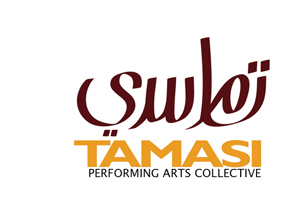 تماسي
TAMASI
PERFORMING ARTS COLLECTIVE